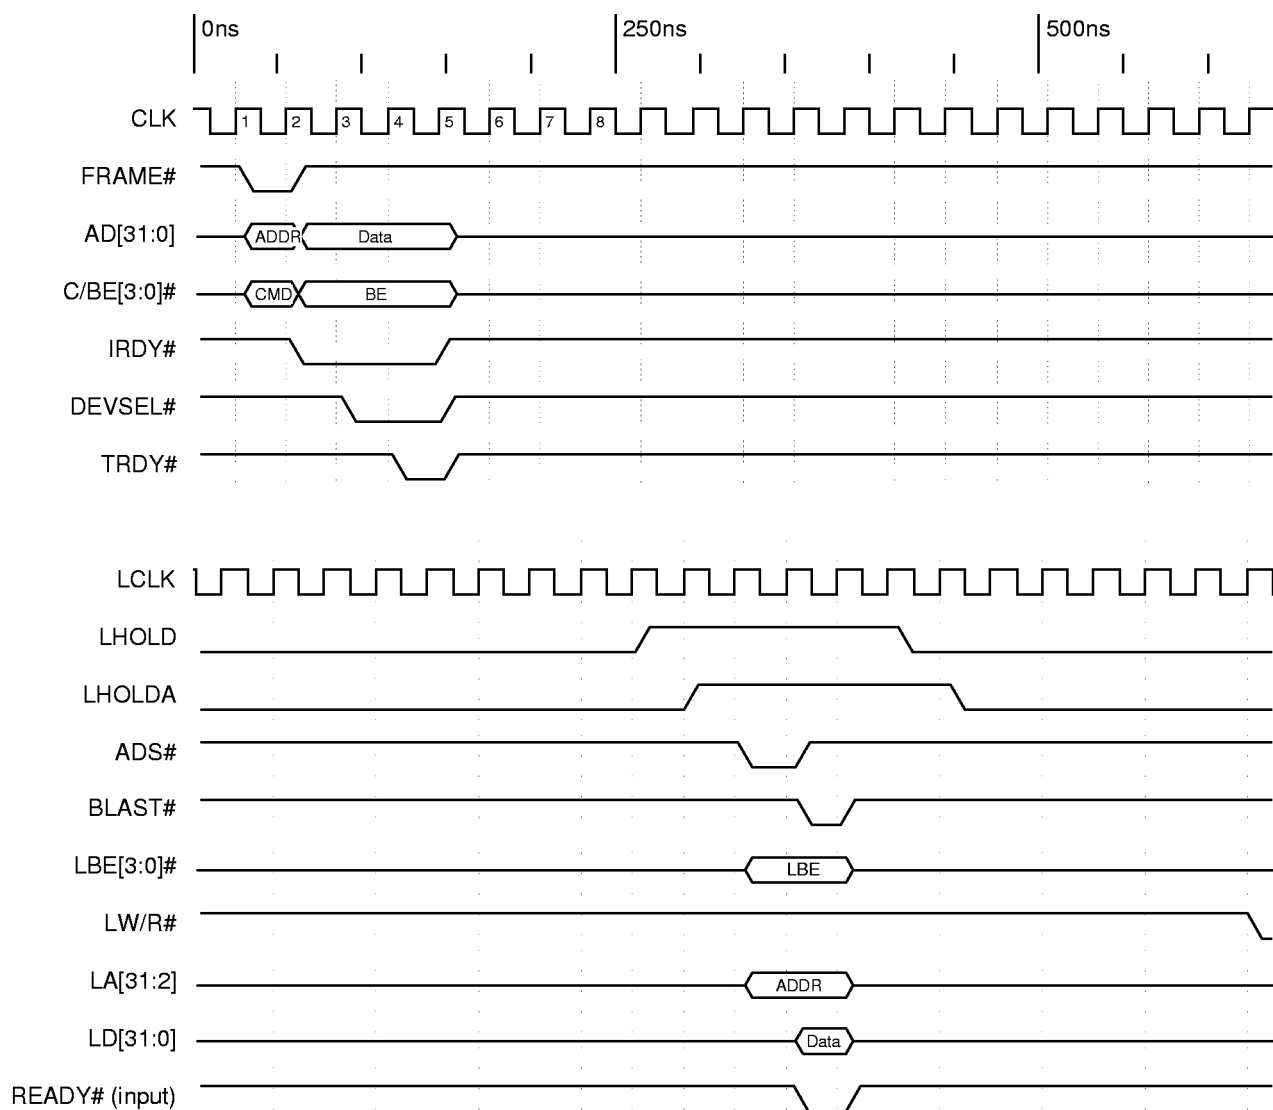 0ns 250ns 500ns
CLK 1 2 3 4 5 6 7 8
FRAME#
AD[31:0] ADDR Data
C/BE[3:0]# CMD BE
IRDY#
DEVSEL#
TRDY#
LCLK
LHOLD
LHOLDA
ADS#
BLAST#
LBE[3:0]# LBE
LW/R#
LA[31:2] ADDR
LD[31:0] Data
READY# (input)